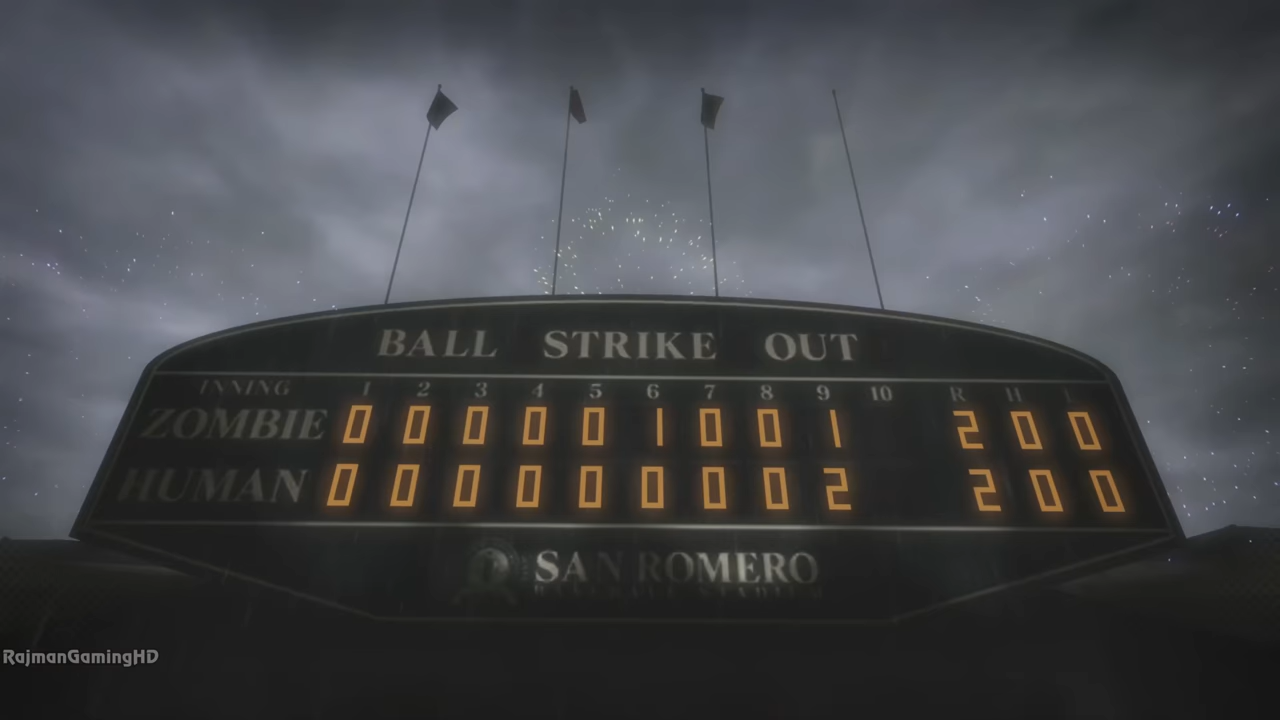 BALL STRIKE OUT
INNING 1 2 3 4 5 6 7 8 9 10 R H
ZOMBIE 0 0 0 0 0 1 0 0 1 2 0 0
HUMAN 0 0 0 0 0 0 0 0 2 2 0 0
SAN ROMERO
RajmanGamingHD